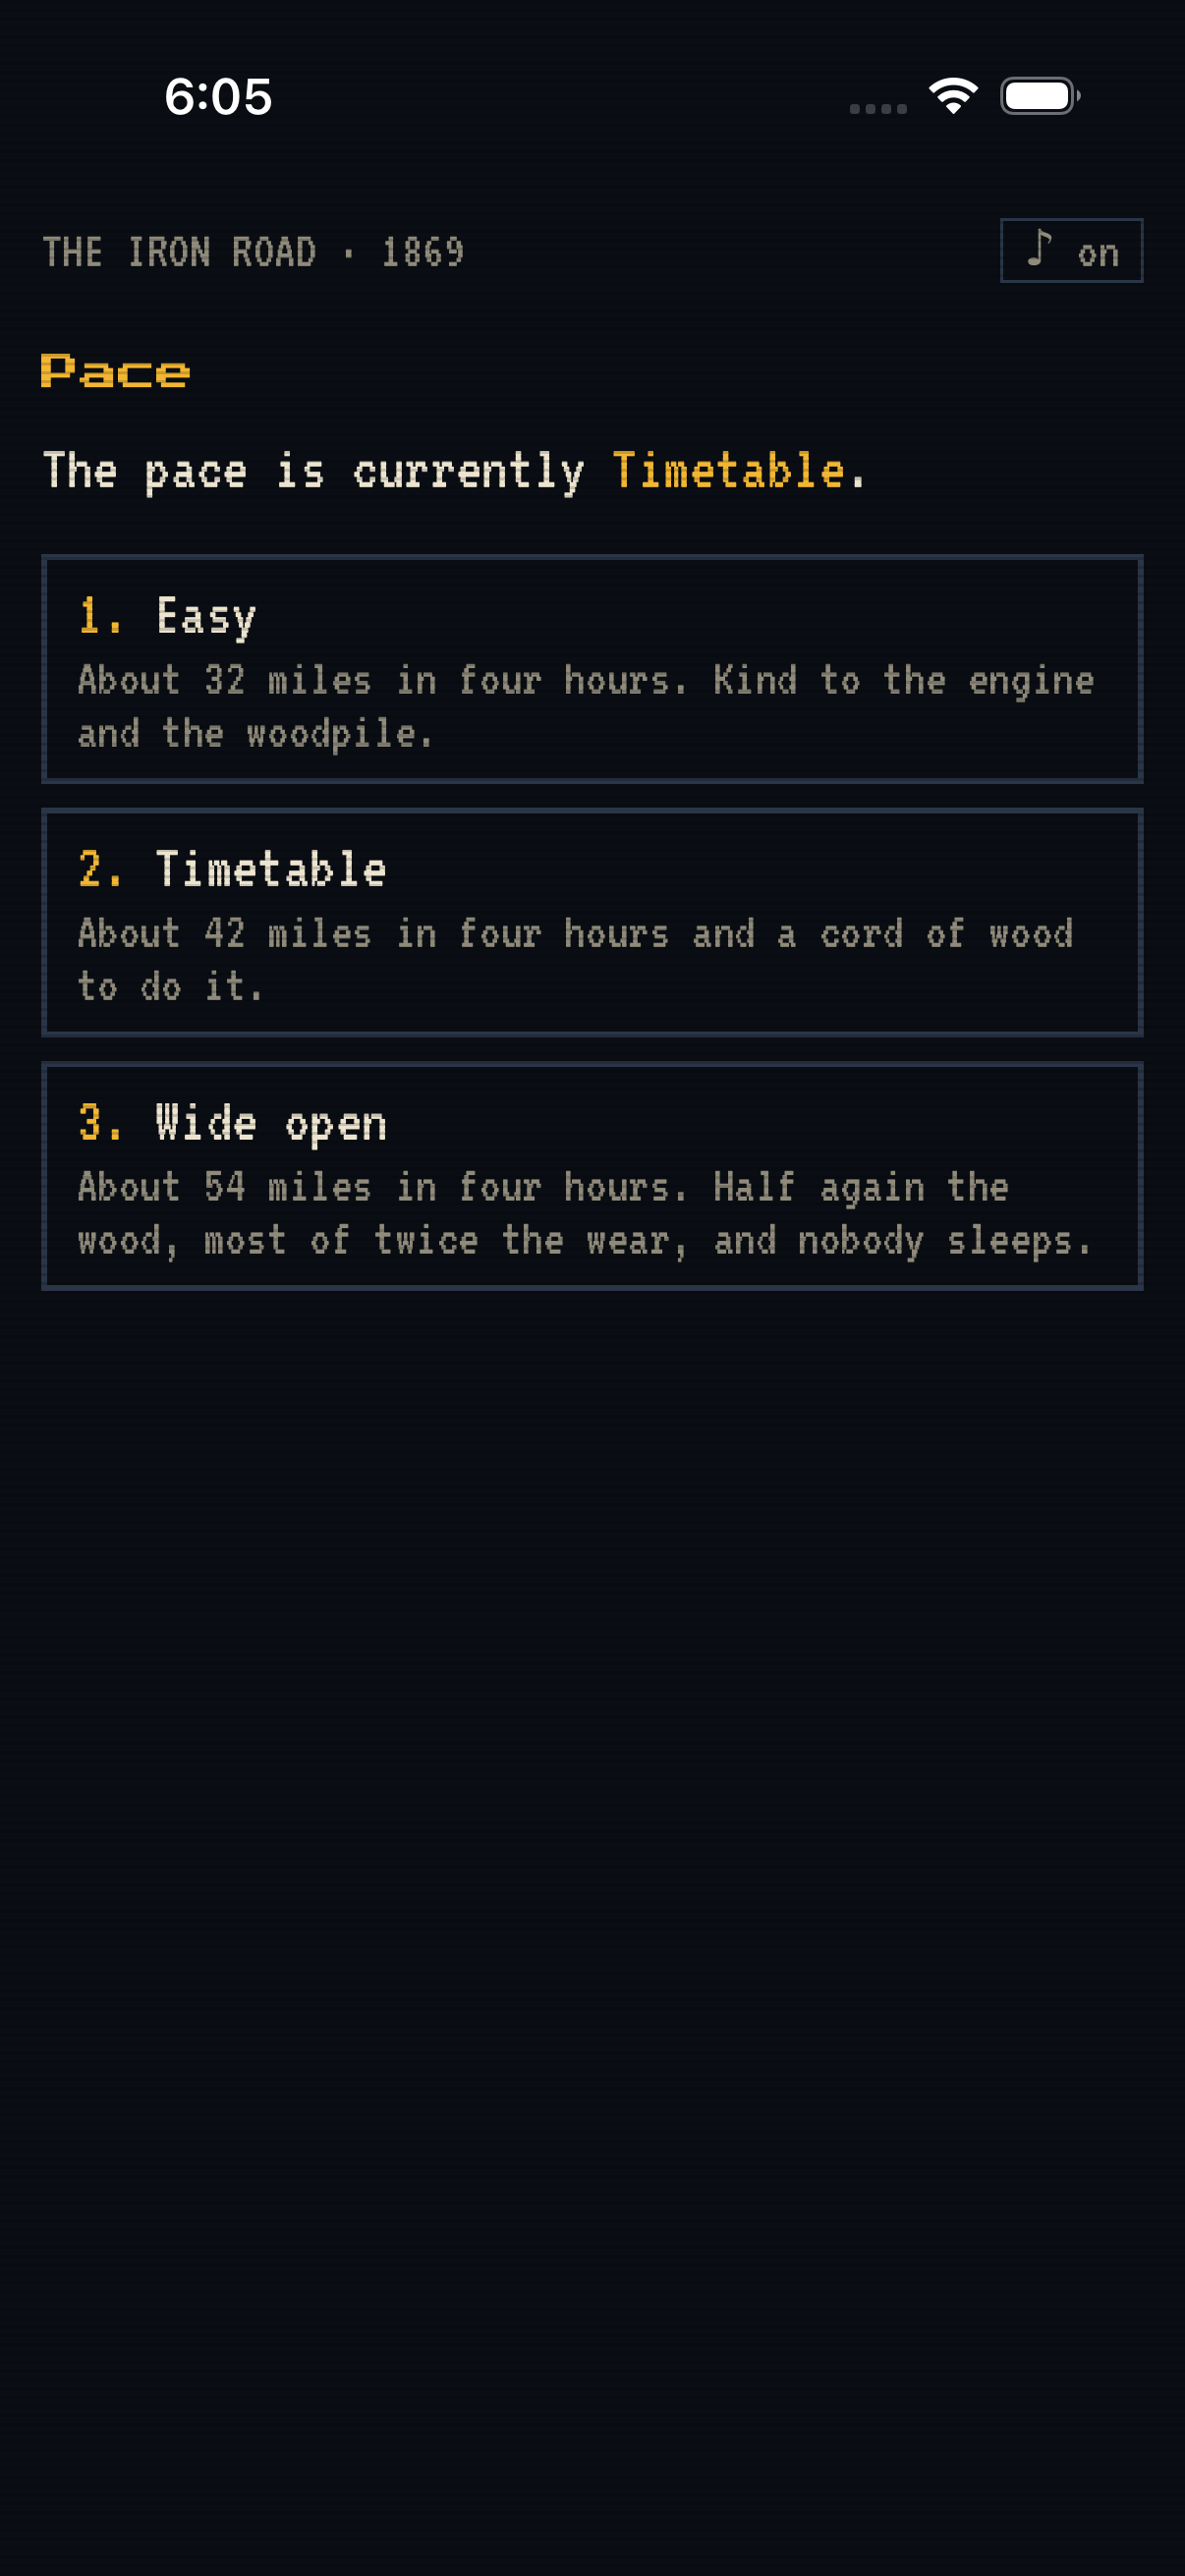 6:05
THE IRON ROAD · 1869
♪ on
Pace
The pace is currently Timetable.
1. Easy
About 32 miles in four hours. Kind to the engine
and the woodpile.
2. Timetable
About 42 miles in four hours and a cord of wood
to do it.
3. Wide open
About 54 miles in four hours. Half again the
wood, most of twice the wear, and nobody sleeps.